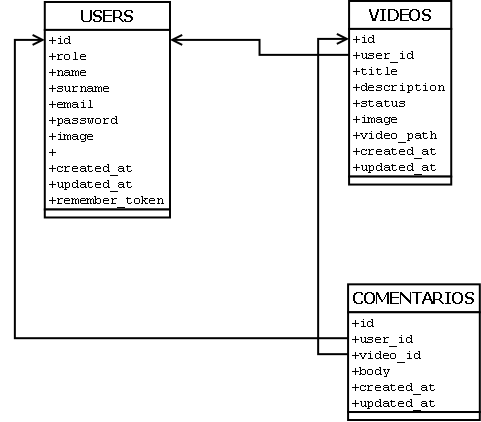 USERS
+id
+role
+name
+surname
+email
+password
+image
+
+created_at
+updated_at
+remember_token
VIDEOS
+id
+user_id
+title
+description
+status
+image
+video_path
+created_at
+updated_at
COMENTARIOS
+id
+user_id
+video_id
+body
+created_at
+updated_at